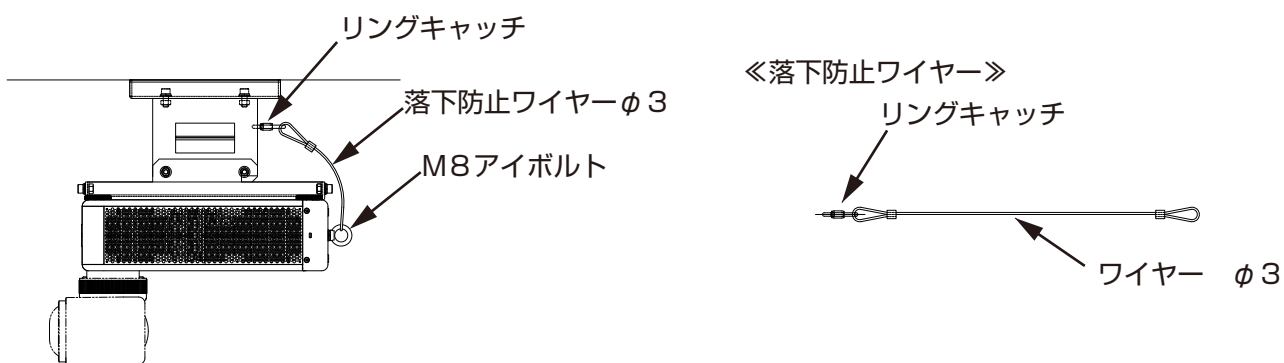 リングキャッチ
落下防止ワイヤーφ3
M8アイボルト
≪落下防止ワイヤー≫
リングキャッチ
ワイヤー　φ3